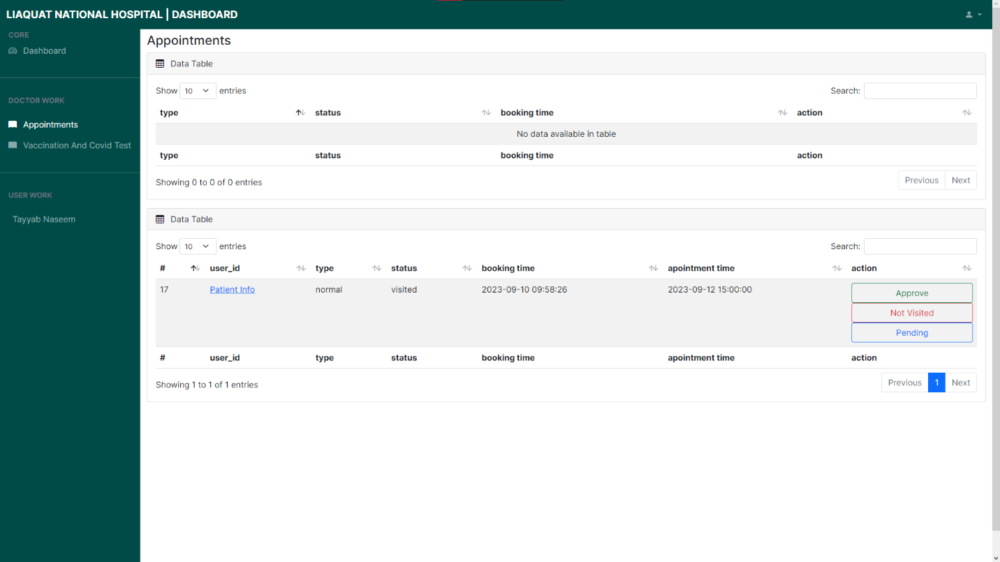 LIAQUAT NATIONAL HOSPITAL | DASHBOARD
CORE
Dashboard
DOCTOR WORK
Appointments
Vaccination And Covid Test
USER WORK
Tayyab Naseem
Appointments
Data Table
Show 10 entries Search:
type status booking time action
No data available in table
type status booking time action
Showing 0 to 0 of 0 entries Previous Next
Data Table
Show 10 entries Search:
# user_id type status booking time apointment time action
17 Patient Info normal visited 2023-09-10 09:58:26 2023-09-12 15:00:00 Approve
Not Visited
Pending
# user_id type status booking time apointment time action
Showing 1 to 1 of 1 entries Previous 1 Next